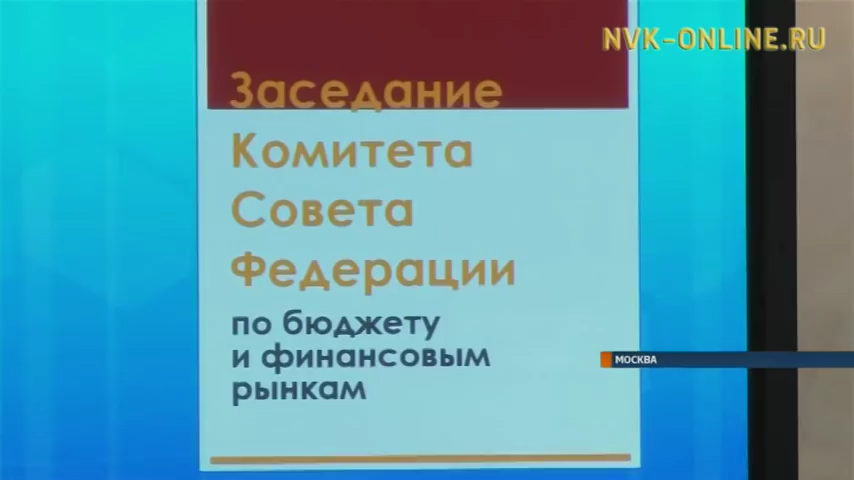 NVK-ONLINE.RU
Заседание
Комитета
Совета
Федерации
по бюджету
и финансовым
рынкам
МОСКВА